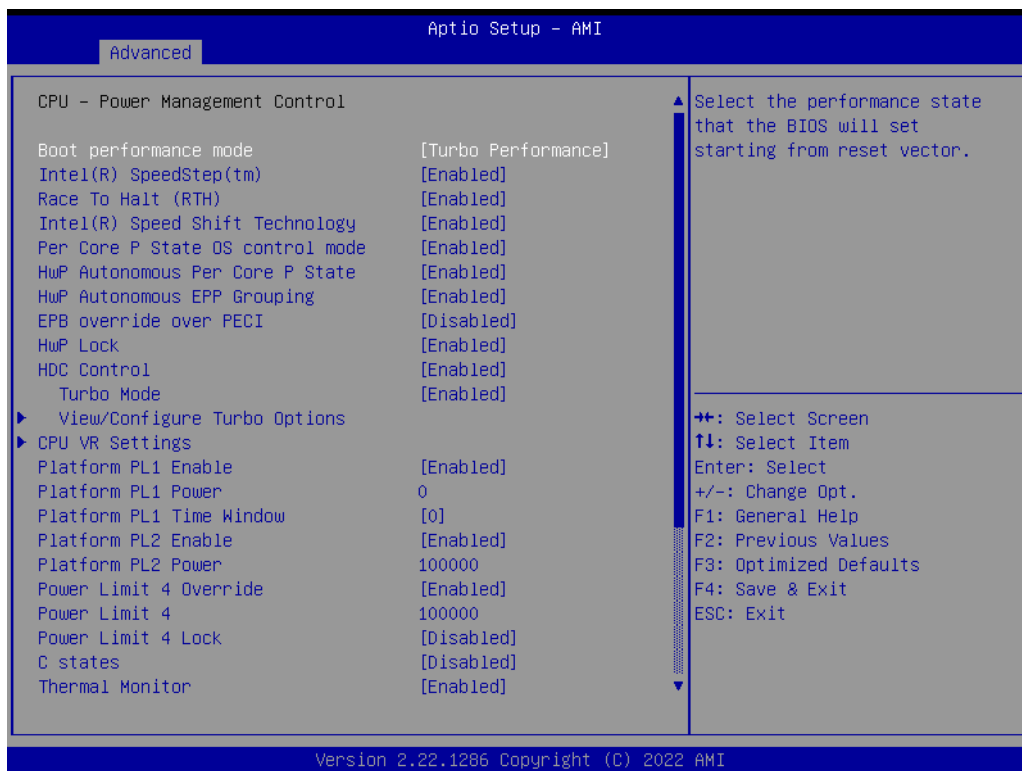 Aptio Setup – AMI
Advanced
CPU – Power Management Control
Boot performance mode [Turbo Performance]
Intel(R) SpeedStep(tm) [Enabled]
Race To Halt (RTH) [Enabled]
Intel(R) Speed Shift Technology [Enabled]
Per Core P State OS control mode [Enabled]
HwP Autonomous Per Core P State [Enabled]
HwP Autonomous EPP Grouping [Enabled]
EPB override over PECI [Disabled]
HwP Lock [Enabled]
HDC Control [Enabled]
Turbo Mode [Enabled]
View/Configure Turbo Options
CPU VR Settings
Platform PL1 Enable [Enabled]
Platform PL1 Power 0
Platform PL1 Time Window [0]
Platform PL2 Enable [Enabled]
Platform PL2 Power 100000
Power Limit 4 Override [Enabled]
Power Limit 4 100000
Power Limit 4 Lock [Disabled]
C states [Disabled]
Thermal Monitor [Enabled]
Select the performance state
that the BIOS will set
starting from reset vector.
→←: Select Screen
↑↓: Select Item
Enter: Select
+/-: Change Opt.
F1: General Help
F2: Previous Values
F3: Optimized Defaults
F4: Save & Exit
ESC: Exit
Version 2.22.1286 Copyright (C) 2022 AMI